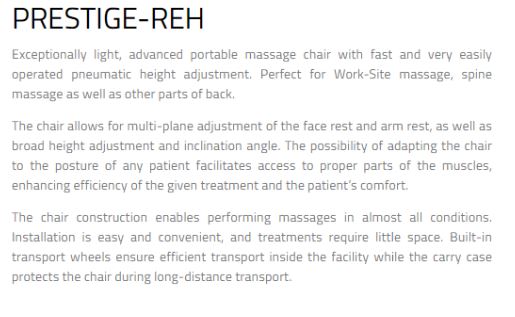 PRESTIGE-REH
Exceptionally light, advanced portable massage chair with fast and very easily
operated pneumatic height adjustment. Perfect for Work-Site massage, spine
massage as well as other parts of back.
The chair allows for multi-plane adjustment of the face rest and arm rest, as well as
broad height adjustment and inclination angle. The possibility of adapting the chair
to the posture of any patient facilitates access to proper parts of the muscles,
enhancing efficiency of the given treatment and the patient's comfort.
The chair construction enables performing massages in almost all conditions.
Installation is easy and convenient, and treatments require little space. Built-in
transport wheels ensure efficient transport inside the facility while the carry case
protects the chair during long-distance transport.